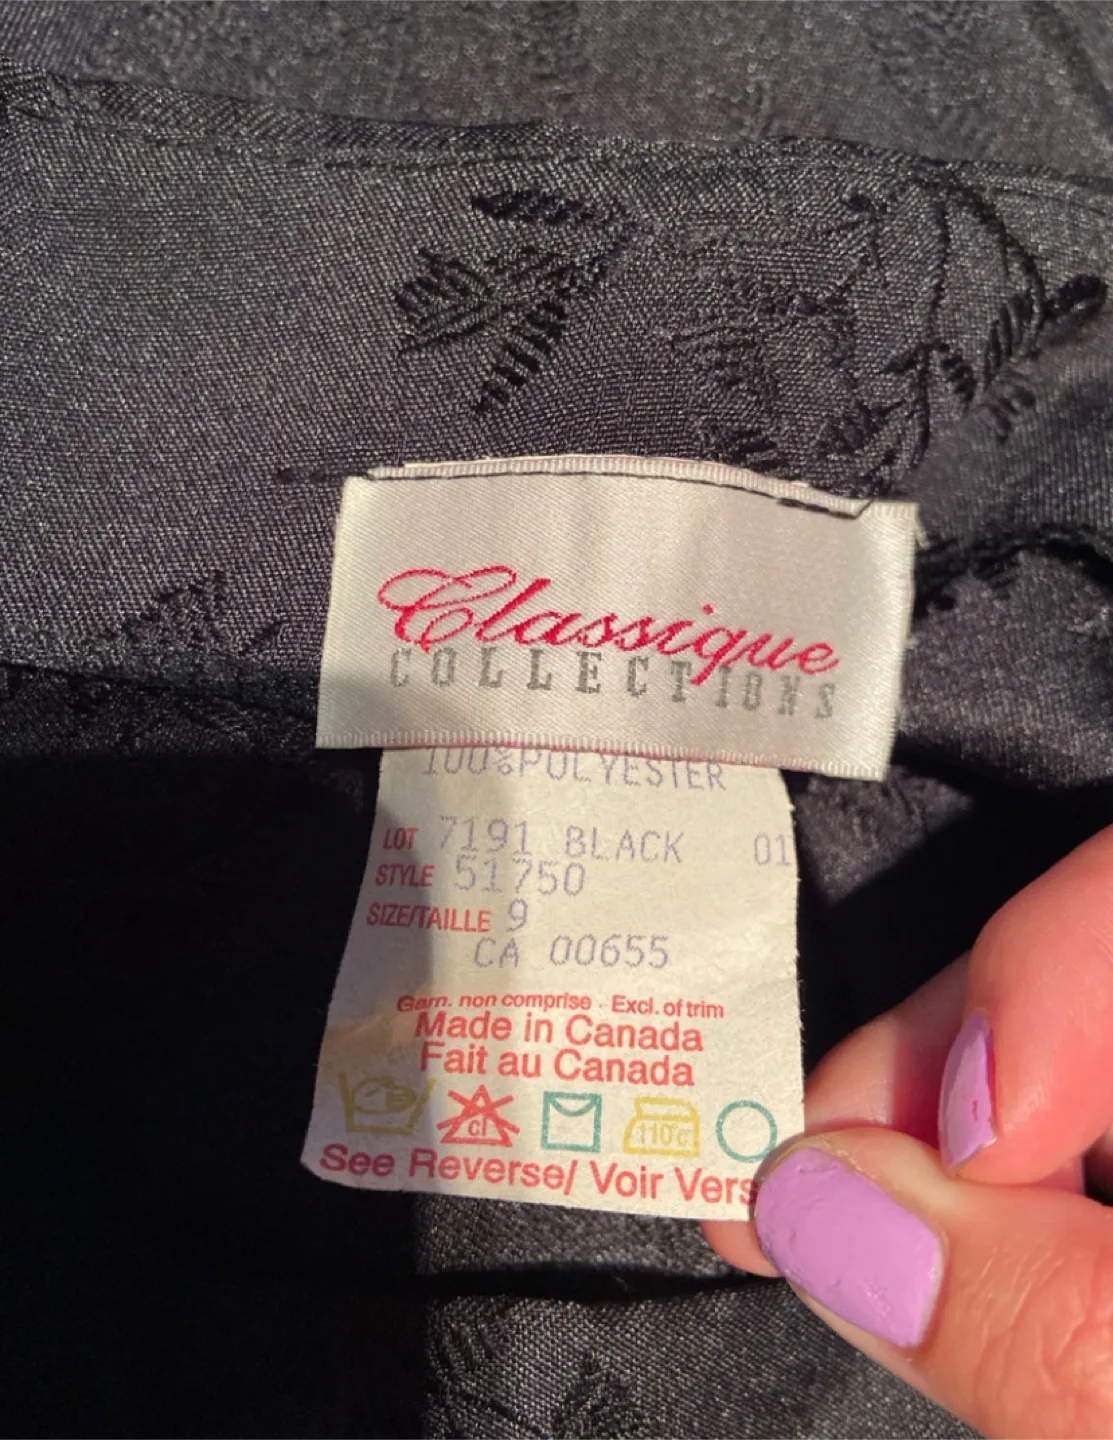 Classique
COLLECTIONS
100%POLYESTER
LOT 7191 BLACK 01
STYLE 51750
SIZE/TAILLE 9
CA 00655
Garn. non comprise - Excl. of trim
Made in Canada
Fait au Canada
cl 110°c
See Reverse/ Voir Vers